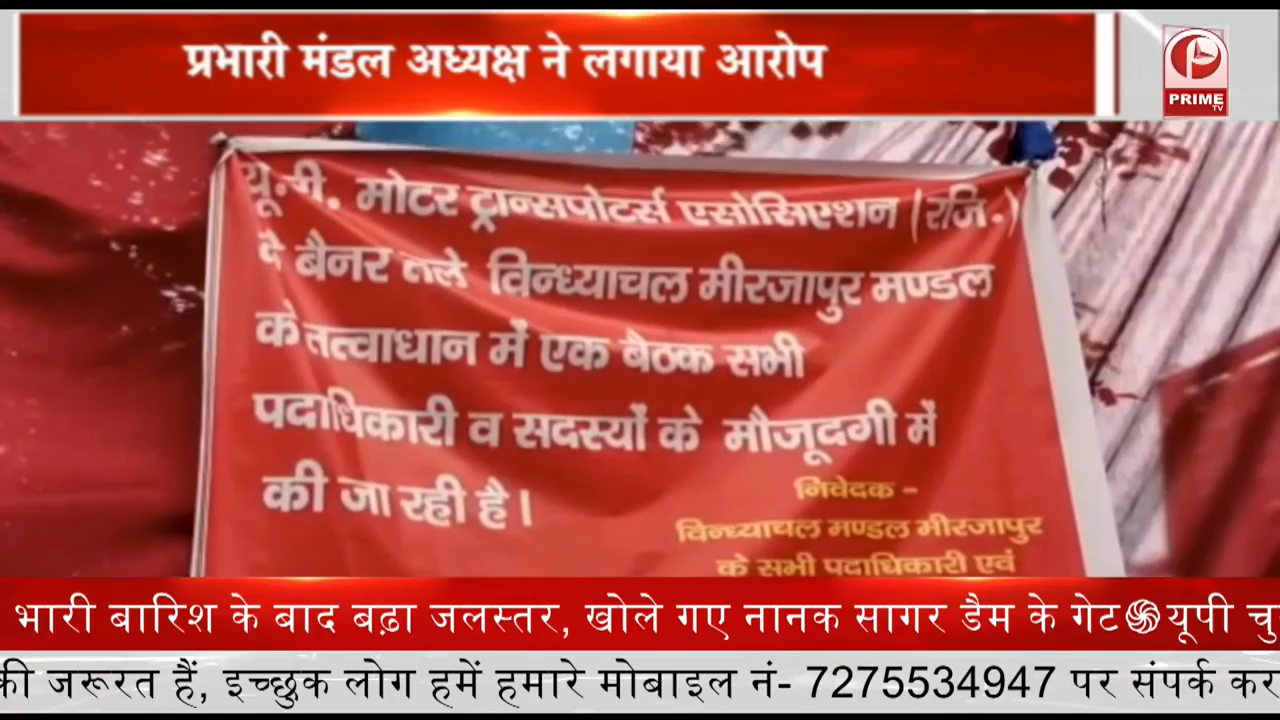 प्रभारी मंडल अध्यक्ष ने लगाया आरोप
PRIME
TV
यू.पी. मोटर ट्रान्सपोटर्स एसोसिएशन (रजि.)
बैनर तले विन्ध्याचल मीरजापुर मण्डल
के तत्वाधान में एक बैठक सभी
पदाधिकारी व सदस्यों के मौजूदगी में
की जा रही है।
निवेदक -
विन्ध्याचल मण्डल मीरजापुर
के सभी पदाधिकारी एवं
भारी बारिश के बाद बढ़ा जलस्तर, खोले गए नानक सागर डैम के गेट यूपी चु
की जरूरत हैं, इच्छुक लोग हमें हमारे मोबाइल नं- 7275534947 पर संपर्क कर